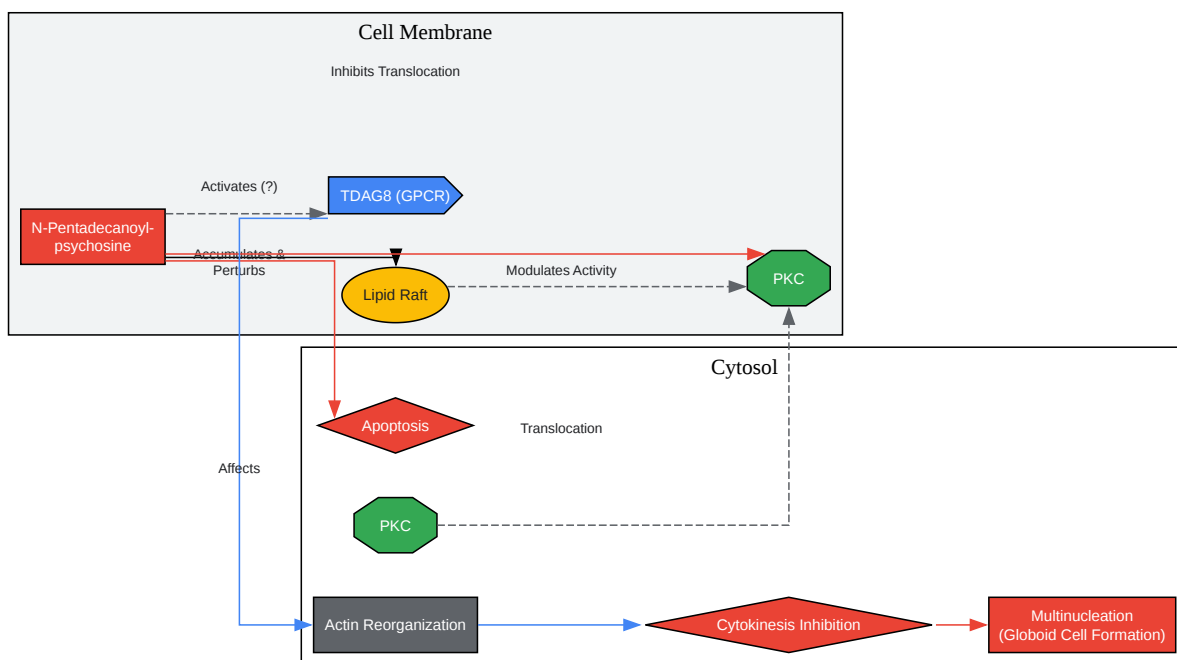 Cell Membrane
Inhibits Translocation
Activates (?)
TDAG8 (GPCR)
N-Pentadecanoyl-
psychosine
Accumulates &
Perturbs
Modulates Activity
PKC
Lipid Raft
Cytosol
Apoptosis
Translocation
Affects
PKC
Actin Reorganization
Cytokinesis Inhibition
Multinucleation
(Globoid Cell Formation)